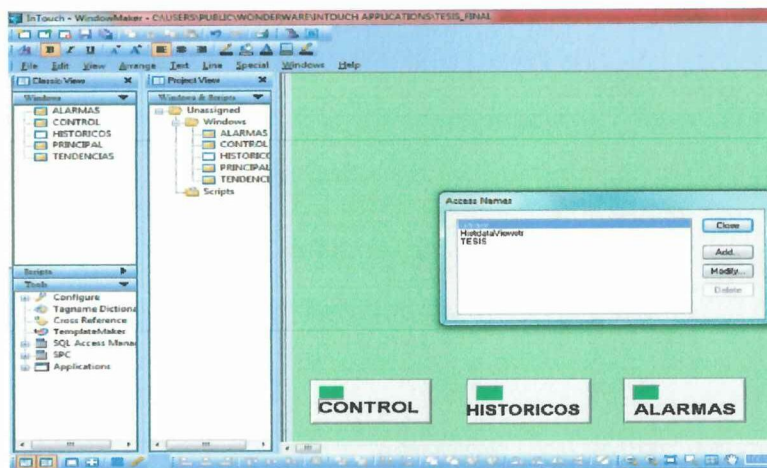 InTouch - WindowMaker - C:\USERS\PUBLIC\WONDERWARE\INTOUCH APPLICATIONS\TESIS_FINAL
File Edit View Arrange Text Line Special Windows Help
Classic View
Windows
ALARMAS
CONTROL
HISTORICOS
PRINCIPAL
TENDENCIAS
Scripts
Tools
Configure
Tagname Dictiona
Cross Reference
TemplateMaker
SQL Access Manag
SPC
Applications
Project View
Windows & Scripts
Unassigned
Windows
ALARMAS
CONTROL
HISTORICO
PRINCIPAL
TENDENCI
Scripts
Access Names
HistdataViewstr
TESIS
Close
Add...
Modify...
Delete
CONTROL
HISTORICOS
ALARMAS